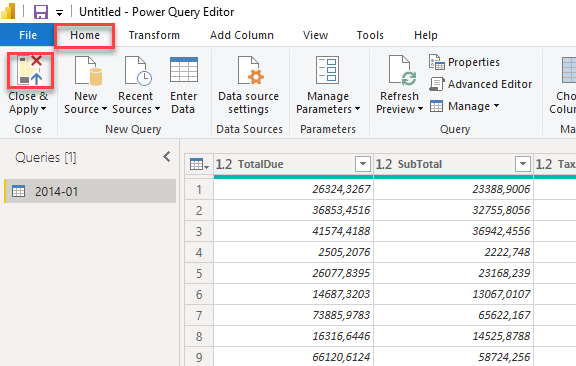 Untitled - Power Query Editor
File Home Transform Add Column View Tools Help
Close & Apply
New Source
Recent Sources
Enter Data
Data source settings
Manage Parameters
Refresh Preview
Properties
Advanced Editor
Manage
Close New Query Data Sources Parameters Query
Queries [1]
2014-01
1.2 TotalDue 1.2 SubTotal 1.2
1 26324,3267 23388,9006
2 36853,4516 32755,8056
3 41574,4188 36942,4556
4 2505,2076 2222,748
5 26077,8395 23168,239
6 14687,3203 13067,0107
7 73885,9783 65622,167
8 16316,6446 14525,8788
9 66120,6124 58724,256